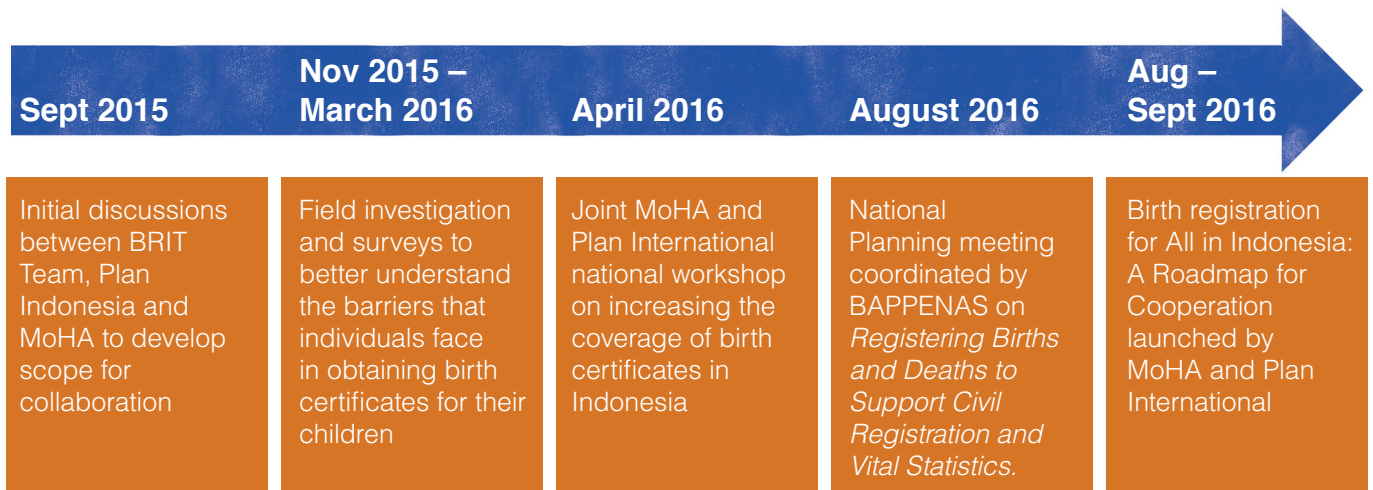 Sept 2015
Nov 2015 –
March 2016
April 2016
August 2016
Aug –
Sept 2016
Initial discussions
between BRIT
Team, Plan
Indonesia and
MoHA to develop
scope for
collaboration
Field investigation
and surveys to
better understand
the barriers that
individuals face
in obtaining birth
certificates for their
children
Joint MoHA and
Plan International
national workshop
on increasing the
coverage of birth
certificates in
Indonesia
National
Planning meeting
coordinated by
BAPPENAS on
Registering Births
and Deaths to
Support Civil
Registration and
Vital Statistics.
Birth registration
for All in Indonesia:
A Roadmap for
Cooperation
launched by
MoHA and Plan
International